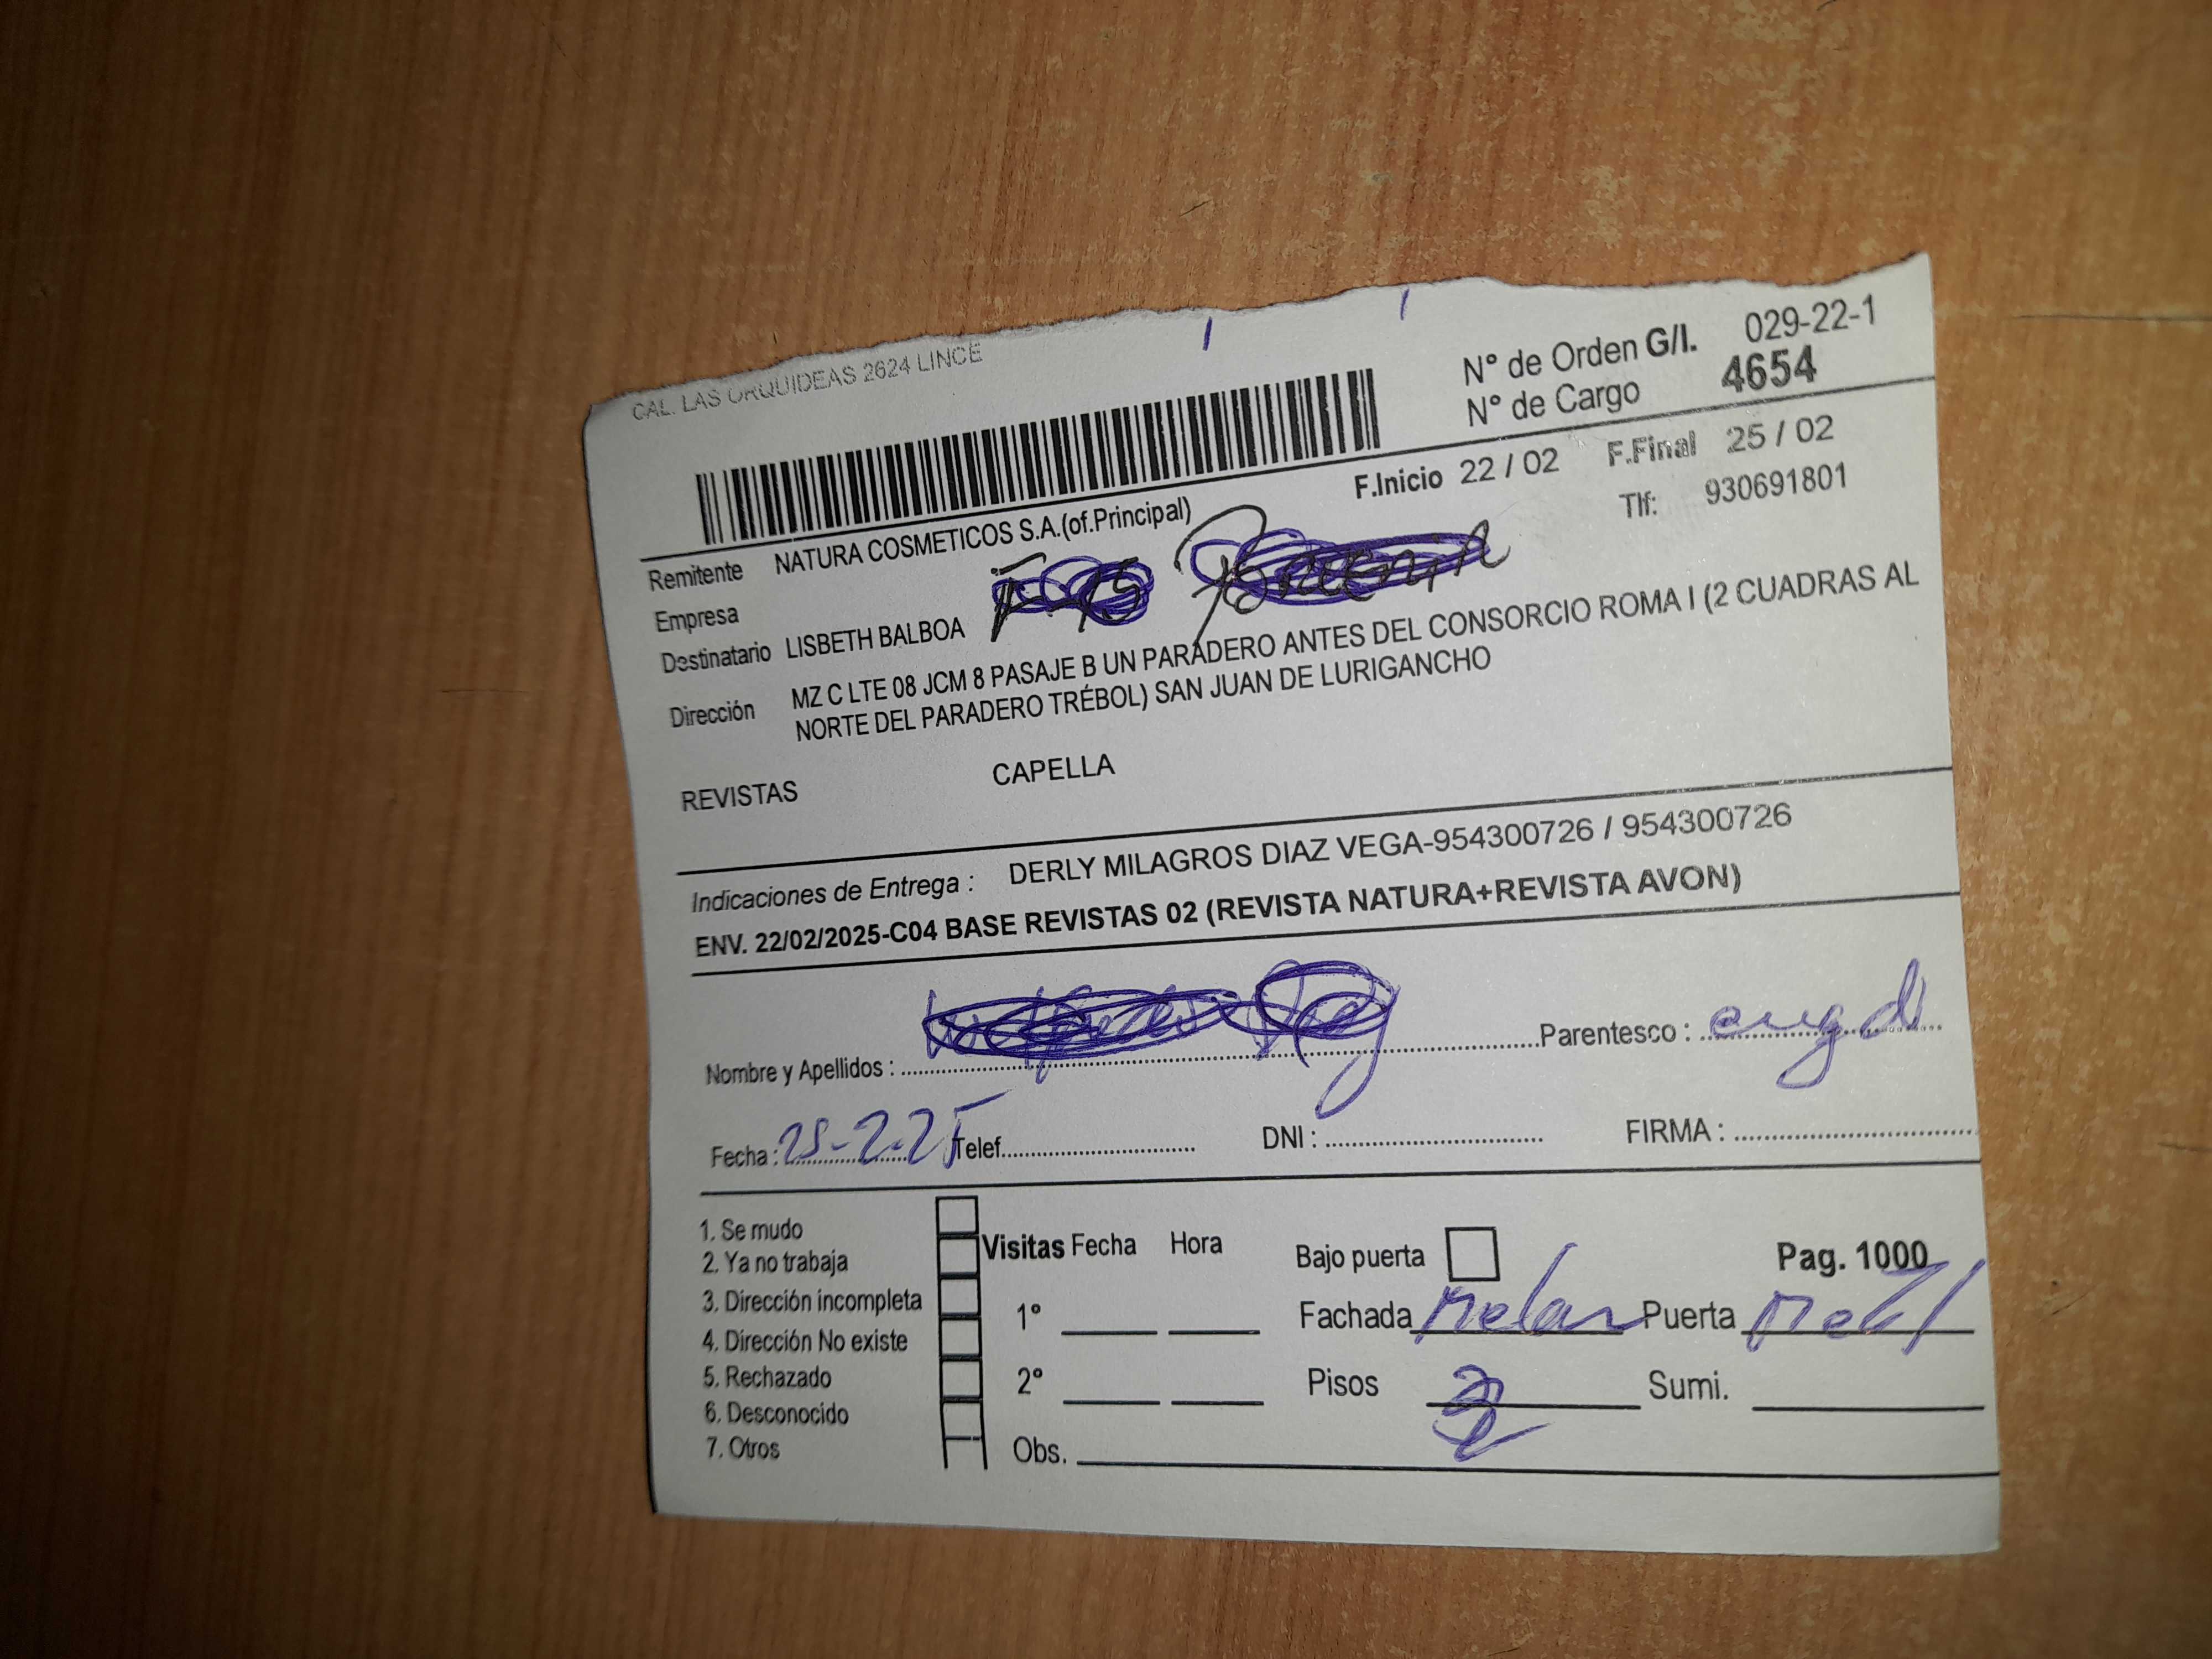 CAL. LAS ORQUIDEAS 2624 LINCE
N° de Orden G/I. 029-22-1
N° de Cargo 4654
F.Inicio 22 / 02 F.Final 25 / 02
Tlf: 930691801
Remitente NATURA COSMETICOS S.A.(of.Principal)
Empresa
Destinatario LISBETH BALBOA
Dirección MZ C LTE 08 JCM 8 PASAJE B UN PARADERO ANTES DEL CONSORCIO ROMA I (2 CUADRAS AL
NORTE DEL PARADERO TRÉBOL) SAN JUAN DE LURIGANCHO
REVISTAS CAPELLA
Indicaciones de Entrega : DERLY MILAGROS DIAZ VEGA-954300726 / 954300726
ENV. 22/02/2025-C04 BASE REVISTAS 02 (REVISTA NATURA+REVISTA AVON)
Nombre y Apellidos : Parentesco :
Fecha : 25-2-25 Telef. DNI : FIRMA :
1. Se mudo
2. Ya no trabaja
3. Dirección incompleta
4. Dirección No existe
5. Rechazado
6. Desconocido
7. Otros
Visitas Fecha Hora
1°
2°
Obs.
Bajo puerta Pag. 1000
Fachada Puerta
Pisos Sumi.